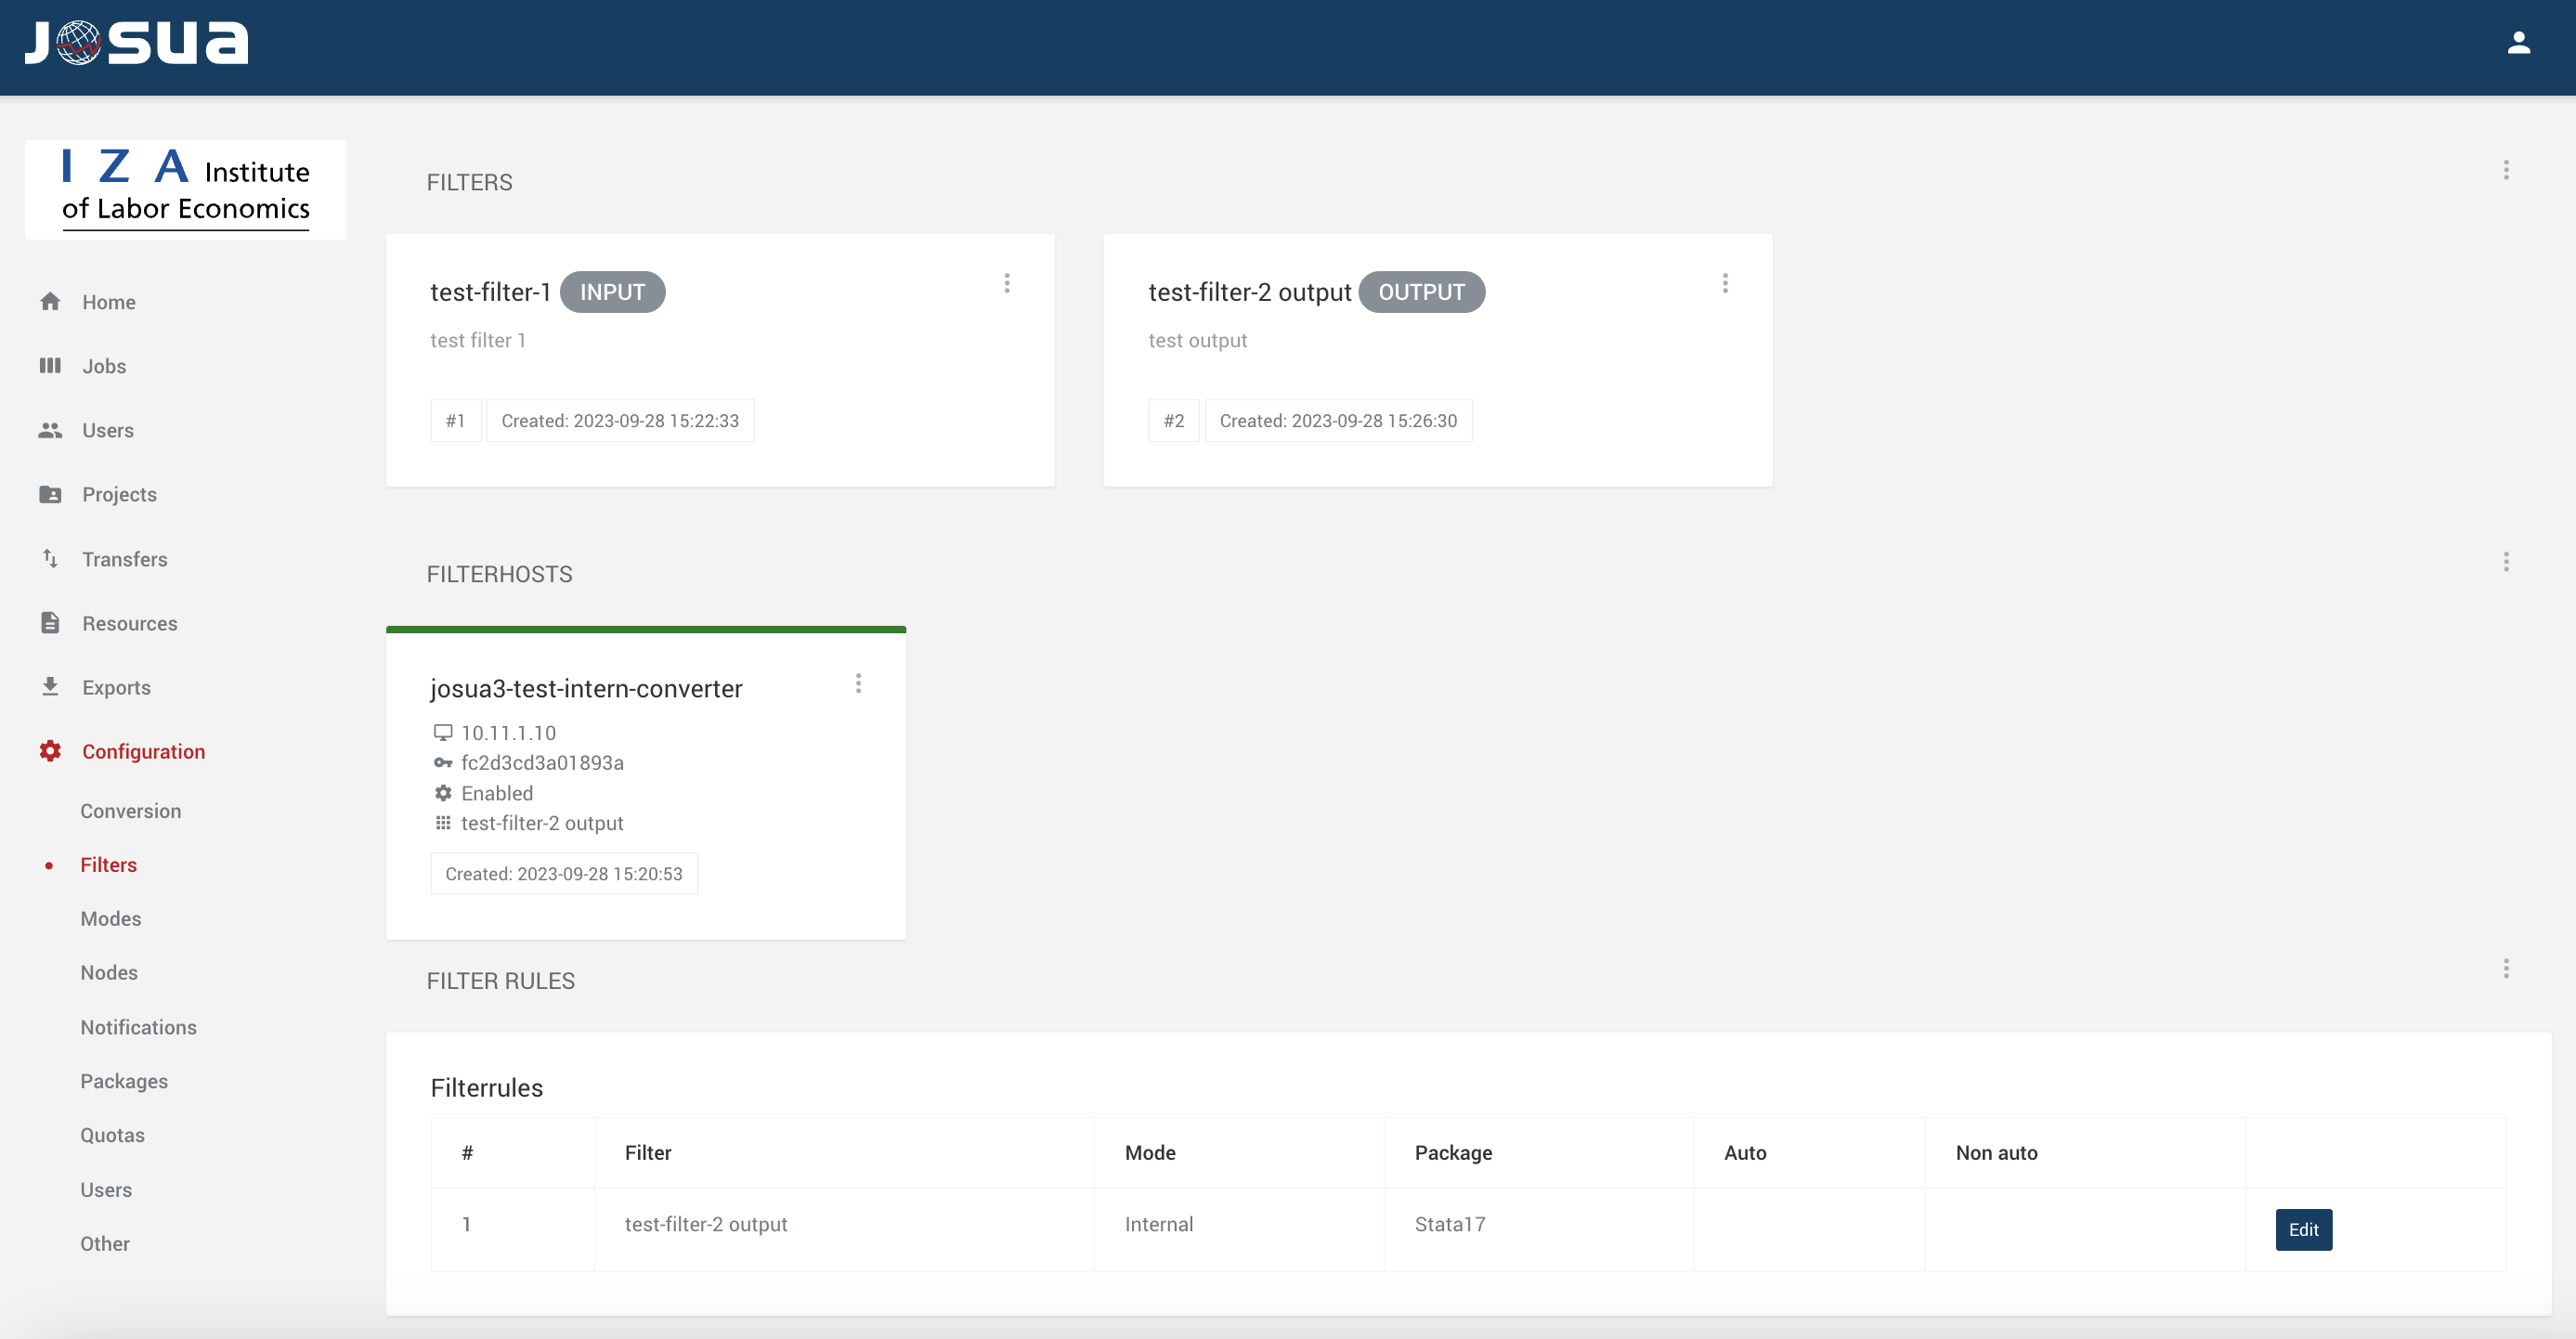 Josua
I Z A Institute
of Labor Economics
Home
Jobs
Users
Projects
Transfers
Resources
Exports
Configuration
Conversion
Filters
Modes
Nodes
Notifications
Packages
Quotas
Users
Other
FILTERS
test-filter-1 INPUT
test filter 1
#1 Created: 2023-09-28 15:22:33
test-filter-2 output OUTPUT
test output
#2 Created: 2023-09-28 15:26:30
FILTERHOSTS
josua3-test-intern-converter
10.11.1.10
fc2d3cd3a01893a
Enabled
test-filter-2 output
Created: 2023-09-28 15:20:53
FILTER RULES
Filterrules
# Filter Mode Package Auto Non auto
1 test-filter-2 output Internal Stata17 Edit